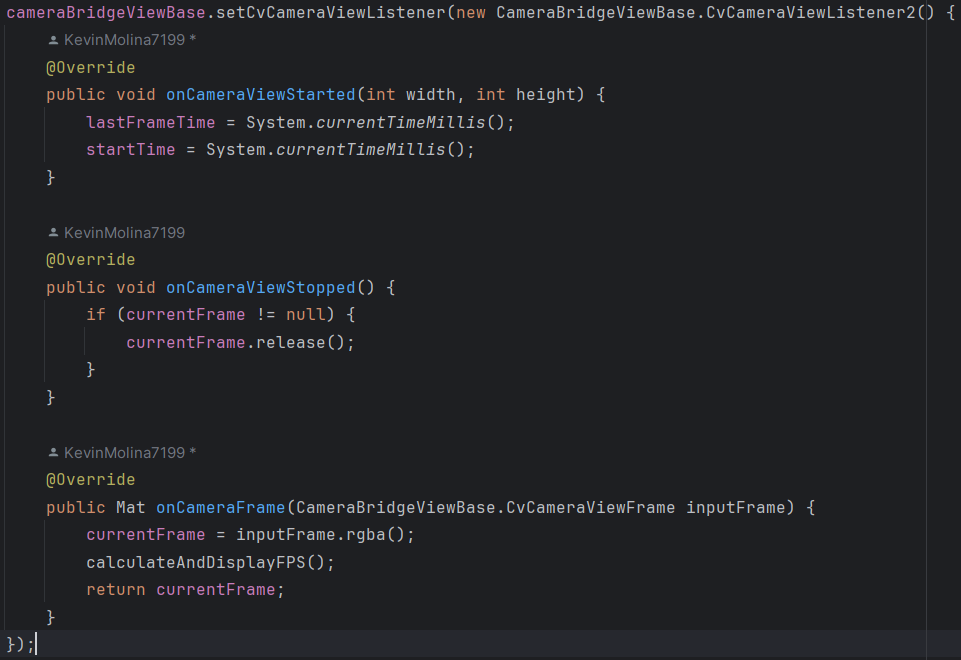 cameraBridgeViewBase.setCvCameraViewListener(new CameraBridgeViewBase.CvCameraViewListener2() {
KevinMolina7199 *
@Override
public void onCameraViewStarted(int width, int height) {
lastFrameTime = System.currentTimeMillis();
startTime = System.currentTimeMillis();
}
KevinMolina7199
@Override
public void onCameraViewStopped() {
if (currentFrame != null) {
currentFrame.release();
}
}
KevinMolina7199 *
@Override
public Mat onCameraFrame(CameraBridgeViewBase.CvCameraViewFrame inputFrame) {
currentFrame = inputFrame.rgba();
calculateAndDisplayFPS();
return currentFrame;
}
});